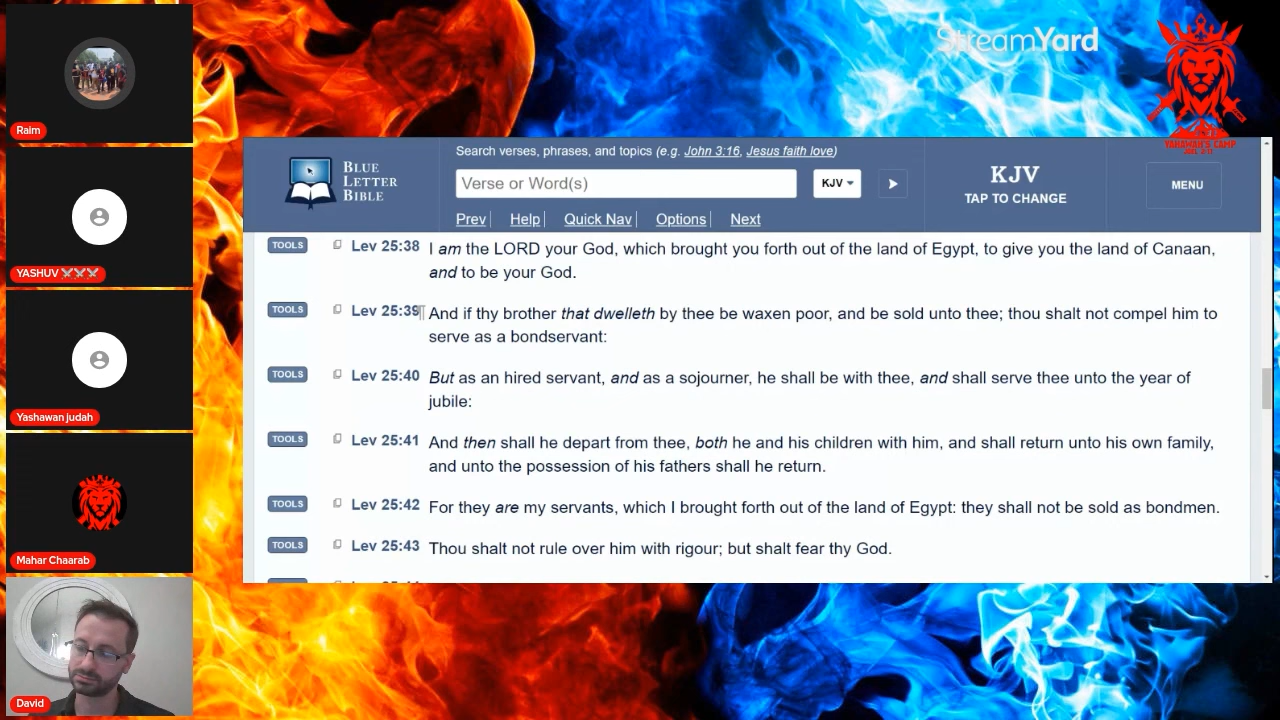 Raim
YASHUV ⚔⚔⚔
Yashawan judah
Mahar Chaarab
David
StreamYard
YAHAWAH'S CAMP
JOEL 2:11
BLUE
LETTER
BIBLE
Search verses, phrases, and topics (e.g. John 3:16, Jesus faith love)
Verse or Word(s)
KJV
Prev| Help| Quick Nav| Options| Next
KJV
TAP TO CHANGE
MENU
TOOLS Lev 25:38 I am the LORD your God, which brought you forth out of the land of Egypt, to give you the land of Canaan,
and to be your God.
TOOLS Lev 25:39 ¶ And if thy brother that dwelleth by thee be waxen poor, and be sold unto thee; thou shalt not compel him to
serve as a bondservant:
TOOLS Lev 25:40 But as an hired servant, and as a sojourner, he shall be with thee, and shall serve thee unto the year of
jubile:
TOOLS Lev 25:41 And then shall he depart from thee, both he and his children with him, and shall return unto his own family,
and unto the possession of his fathers shall he return.
TOOLS Lev 25:42 For they are my servants, which I brought forth out of the land of Egypt: they shall not be sold as bondmen.
TOOLS Lev 25:43 Thou shalt not rule over him with rigour; but shalt fear thy God.